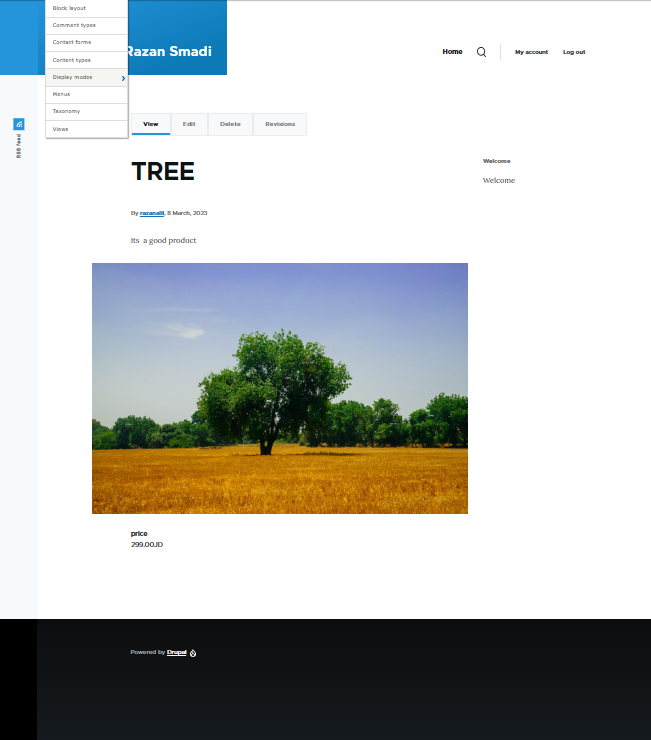 Block layout
Comment types
Contact forms
Content types
Display modes
Menus
Taxonomy
Views
Razan Smadi
Home
My account
Log out
RSS feed
View
Edit
Delete
Revisions
TREE
Welcome
Welcome
By razanalll, 8 March, 2023
Its a good product
price
299.00JD
Powered by Drupal